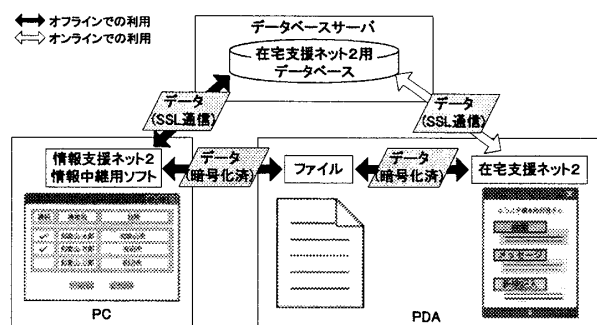 オフラインでの利用
オンラインでの利用
データベースサーバ
在宅支援ネット2用
データベース
データ
(SSL通信)
データ
(SSL通信)
情報支援ネット2
情報中継用ソフト
データ
(暗号化済)
ファイル
データ
(暗号化済)
在宅支援ネット2
メッセージ
PC
PDA